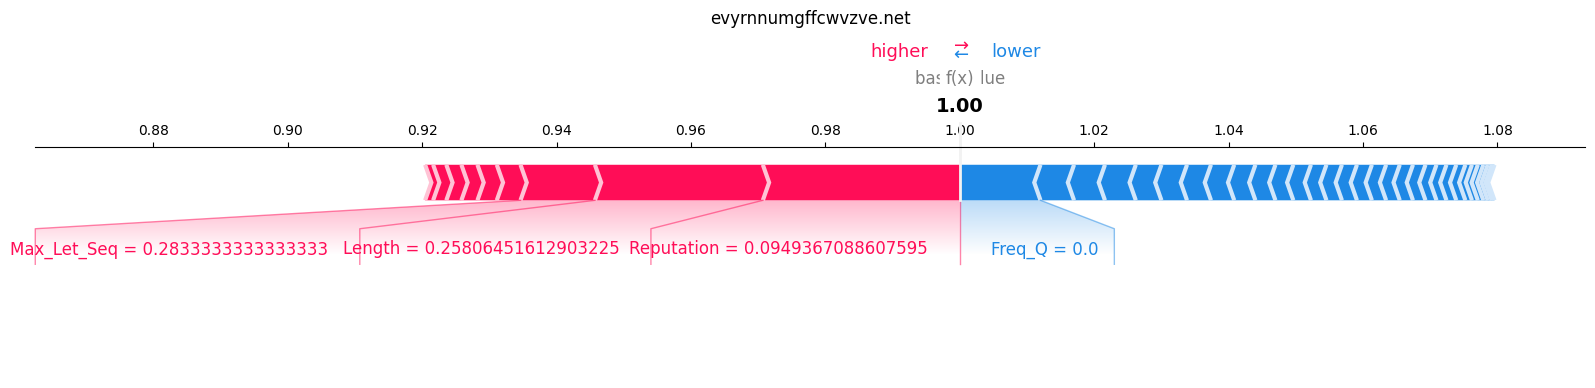 evyrnnumgffcwvzve.net
higher ⇄ lower
bas f(x) lue
1.00
0.88 0.90 0.92 0.94 0.96 0.98 1.00 1.02 1.04 1.06 1.08
Max_Let_Seq = 0.2833333333333333 Length = 0.25806451612903225 Reputation = 0.0949367088607595 Freq_Q = 0.0